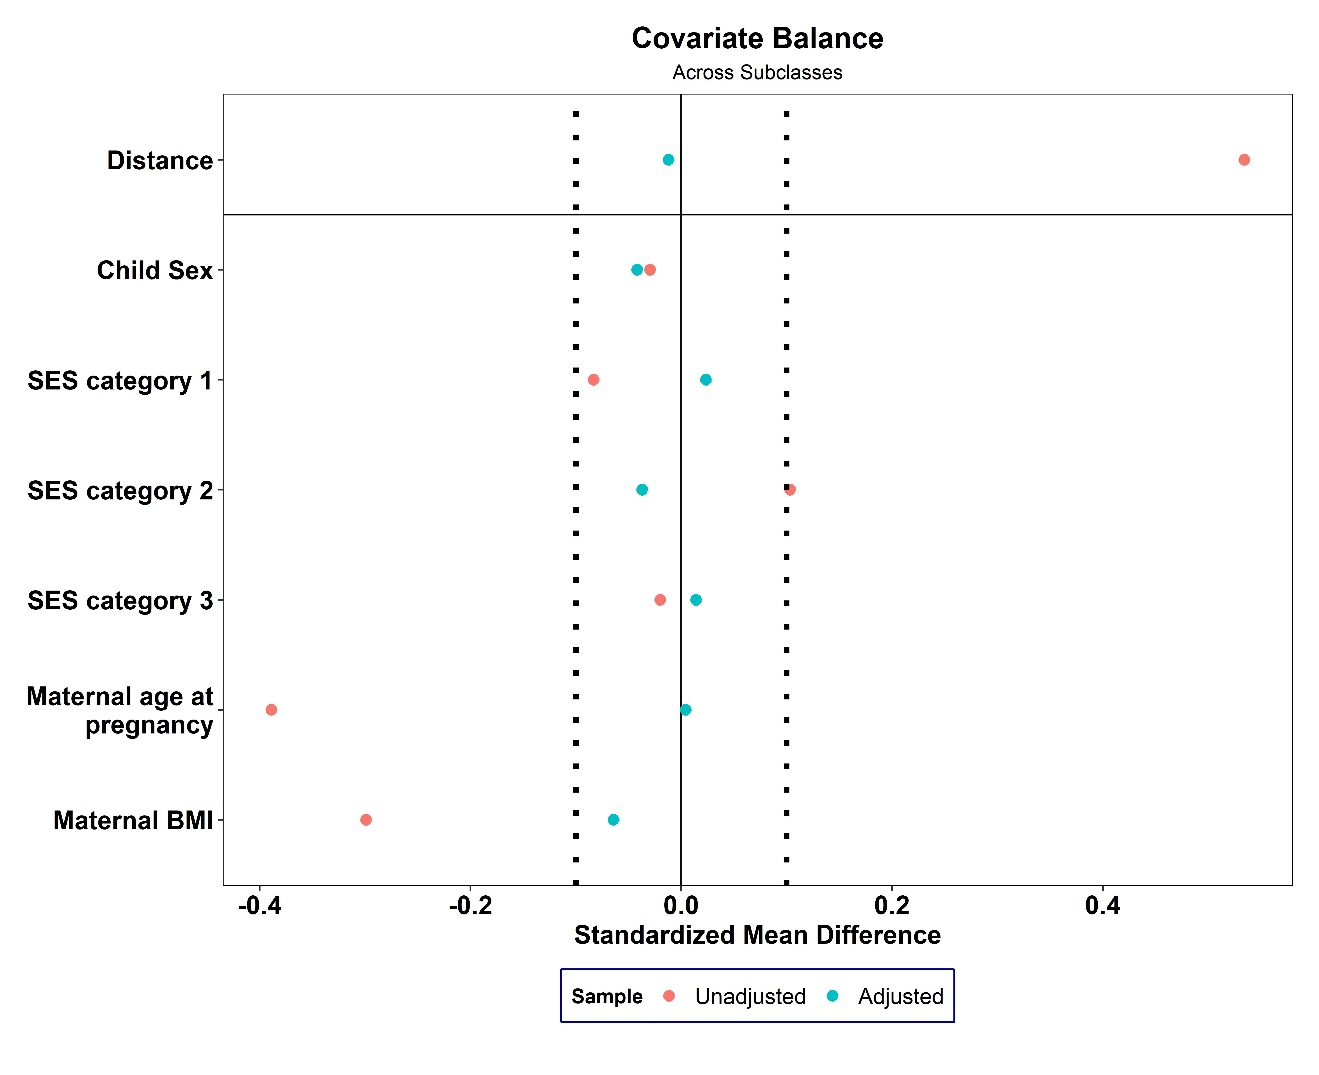 Covariate Balance
Across Subclasses
Distance
Child Sex
SES category 1
SES category 2
SES category 3
Maternal age at
pregnancy
Maternal BMI
-0.4 -0.2 0.0 0.2 0.4
Standardized Mean Difference
Sample Unadjusted Adjusted